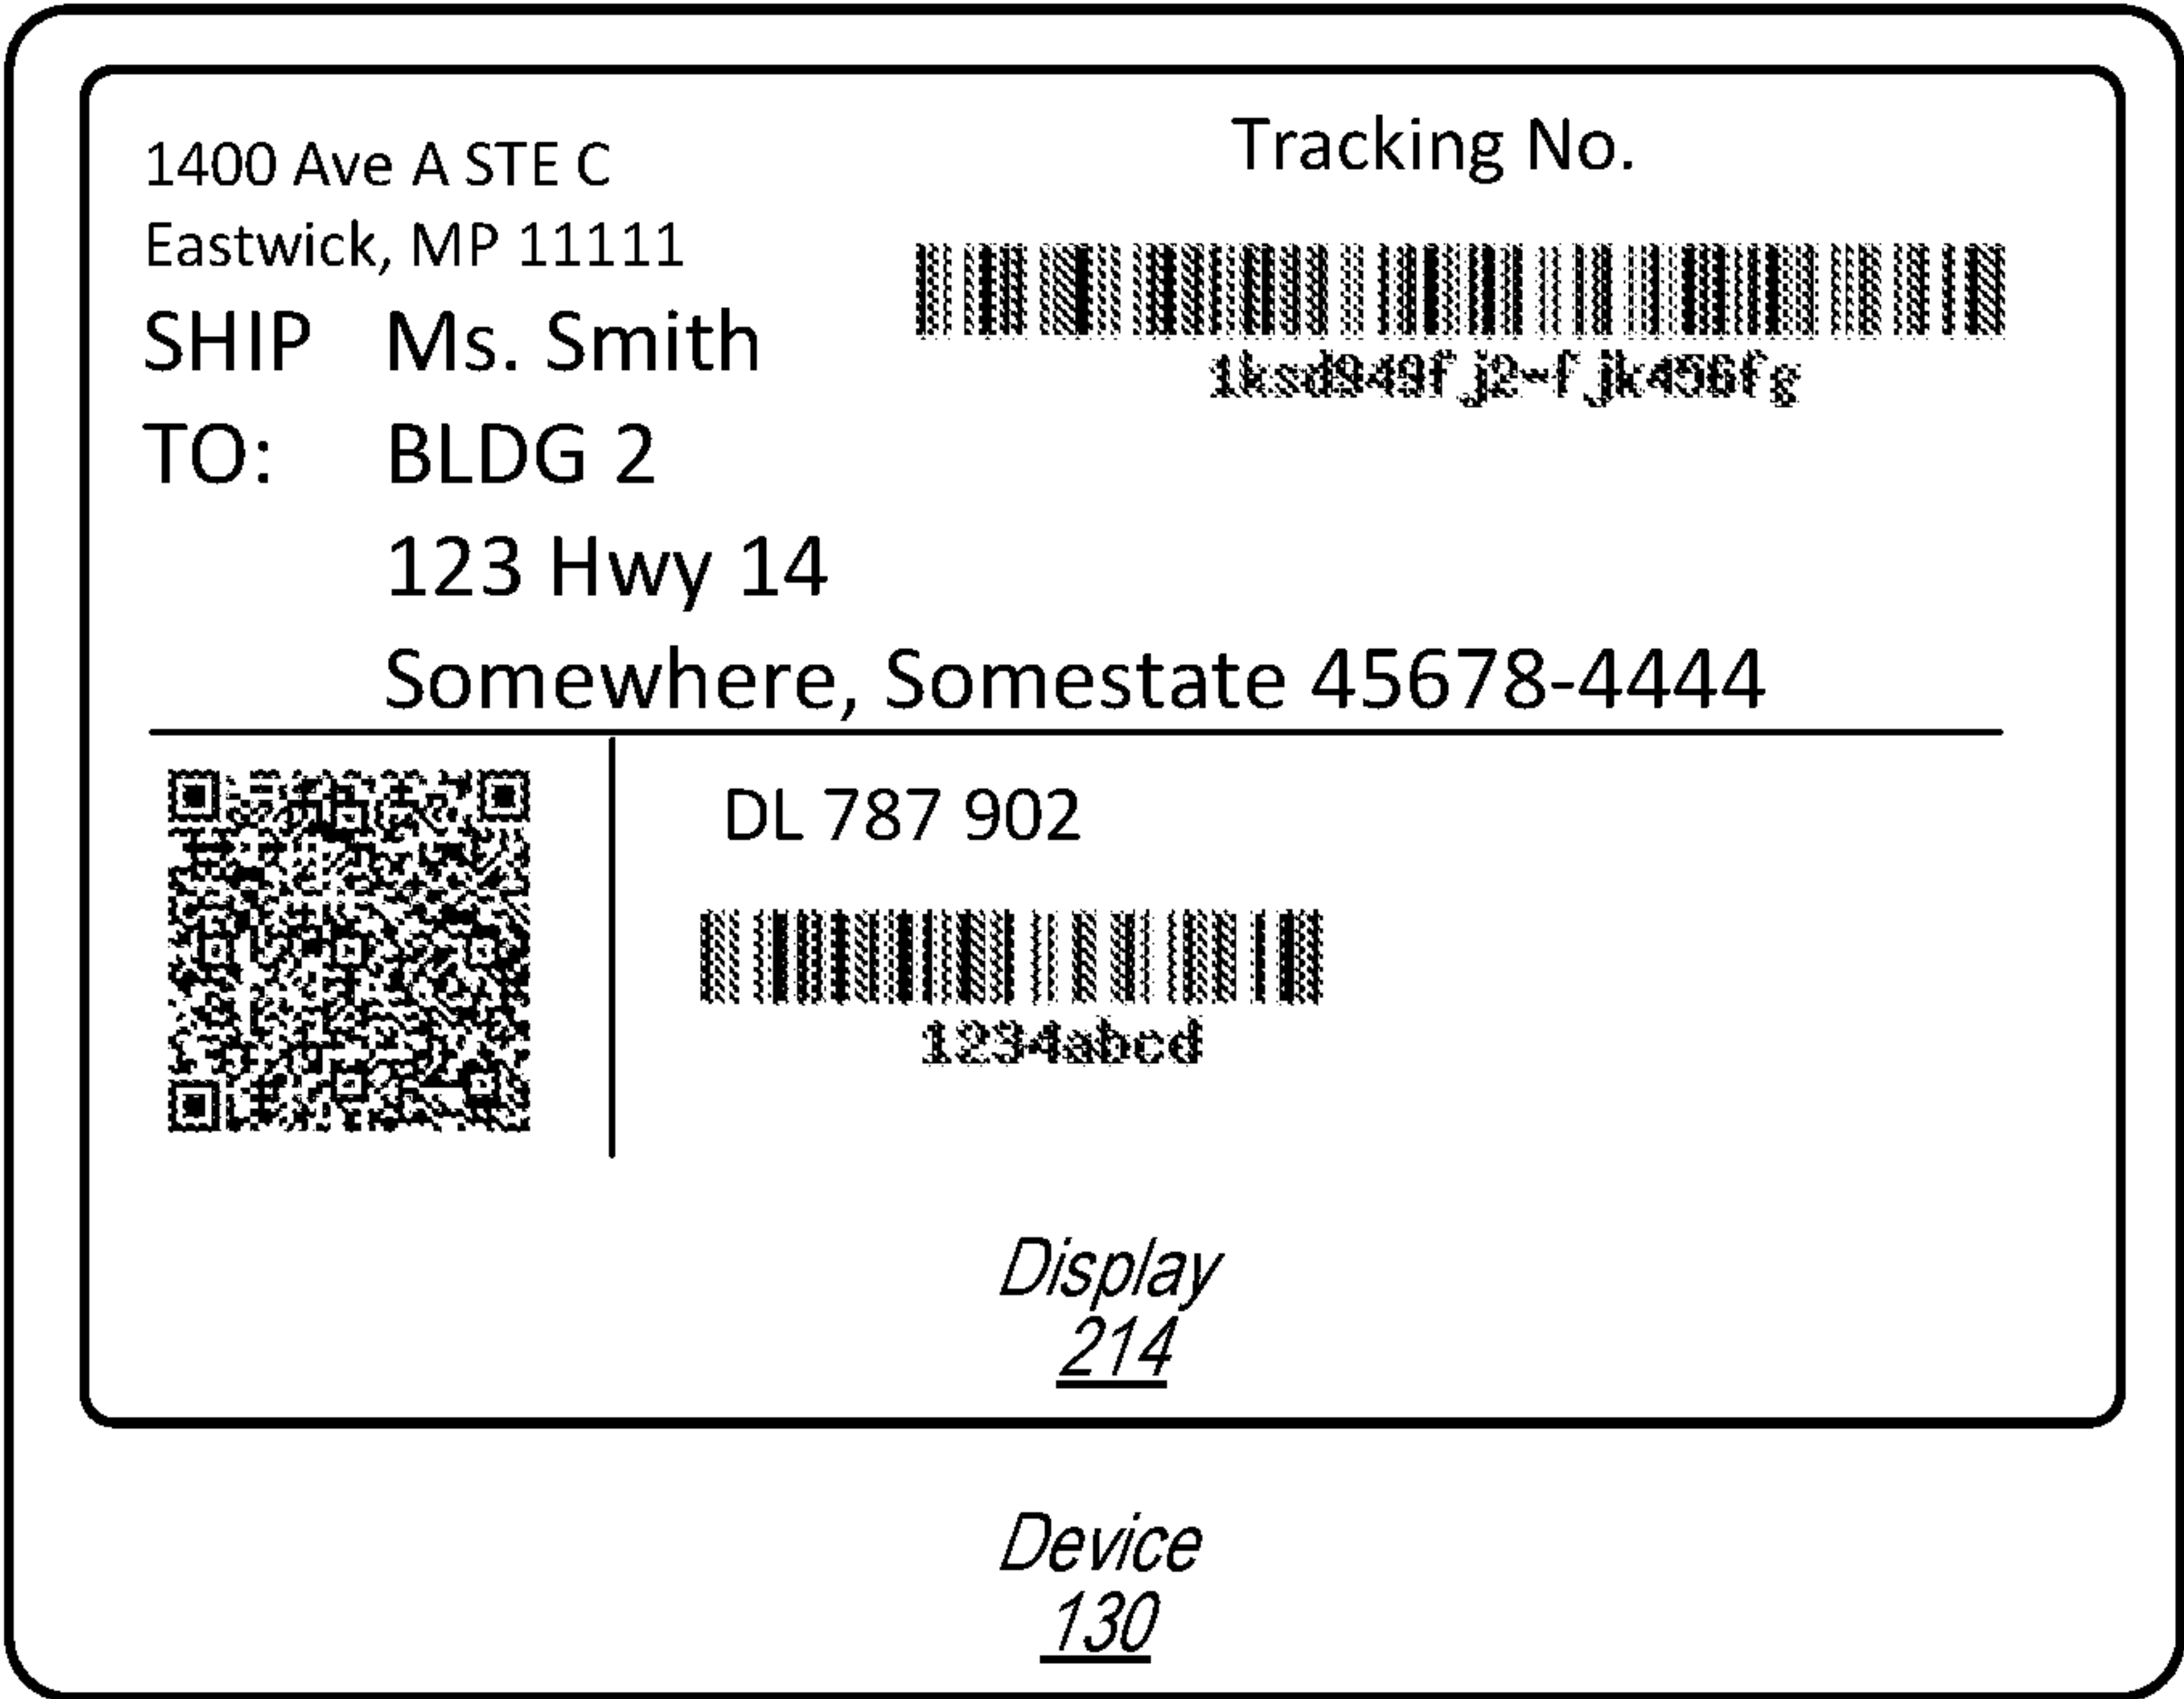 1400 Ave A STE C
Eastwick, MP 11111
SHIP TO:
Ms. Smith
BLDG 2
123 Hwy 14
Somewhere, Somestate 45678-4444
Tracking No.
DL 787 902
1234abcd
Display
214
Device
130